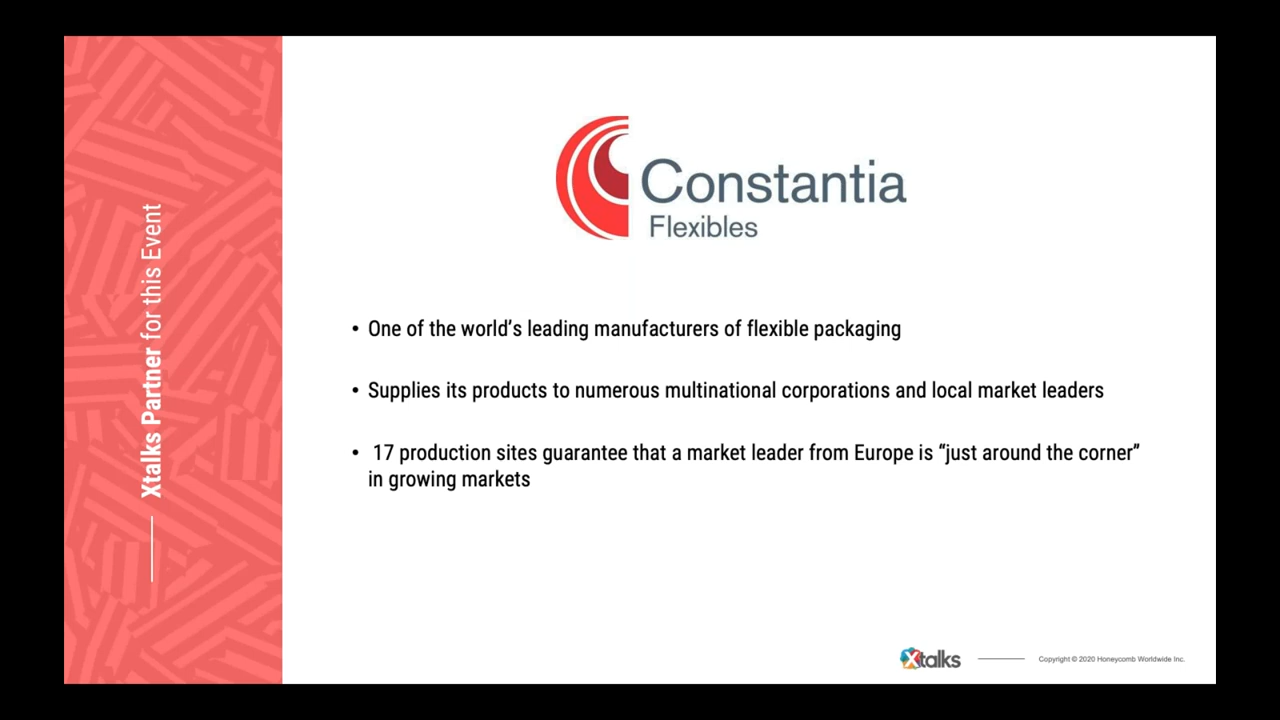 Xtalks Partner for this Event
Constantia
Flexibles
• One of the world’s leading manufacturers of flexible packaging
• Supplies its products to numerous multinational corporations and local market leaders
• 17 production sites guarantee that a market leader from Europe is “just around the corner”
in growing markets
Xtalks
Copyright © 2020 Honeycomb Worldwide Inc.